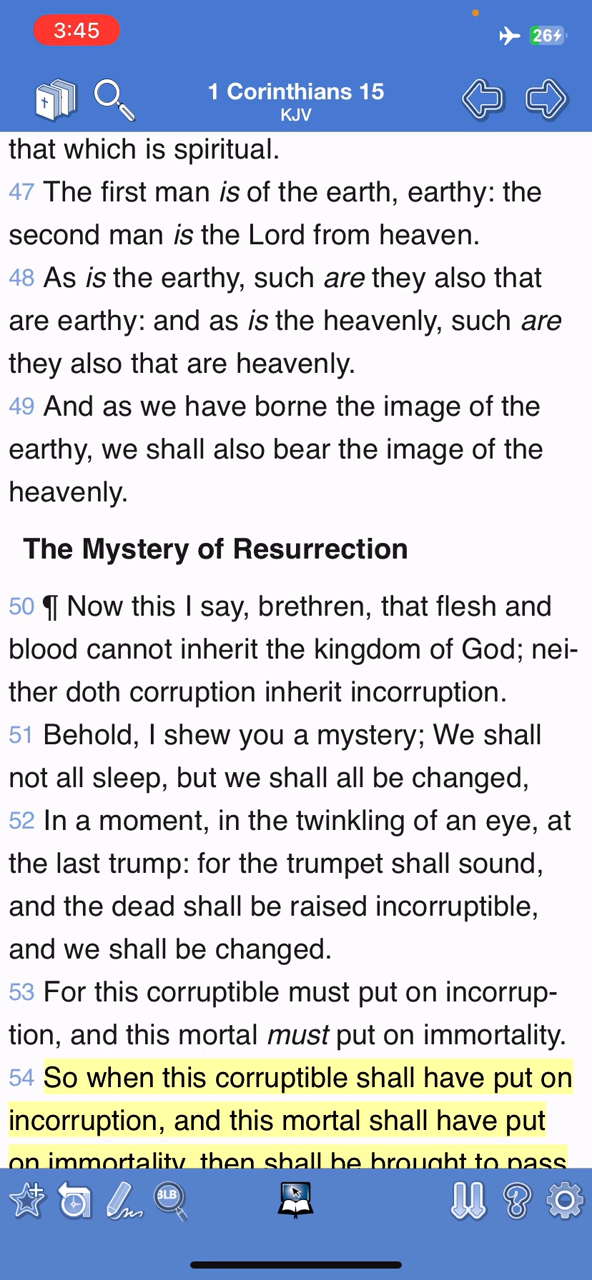 3:45
26
1 Corinthians 15
KJV
that which is spiritual.
47 The first man is of the earth, earthy: the
second man is the Lord from heaven.
48 As is the earthy, such are they also that
are earthy: and as is the heavenly, such are
they also that are heavenly.
49 And as we have borne the image of the
earthy, we shall also bear the image of the
heavenly.
The Mystery of Resurrection
50 ¶ Now this I say, brethren, that flesh and
blood cannot inherit the kingdom of God; nei-
ther doth corruption inherit incorruption.
51 Behold, I shew you a mystery; We shall
not all sleep, but we shall all be changed,
52 In a moment, in the twinkling of an eye, at
the last trump: for the trumpet shall sound,
and the dead shall be raised incorruptible,
and we shall be changed.
53 For this corruptible must put on incorrup-
tion, and this mortal must put on immortality.
54 So when this corruptible shall have put on
incorruption, and this mortal shall have put
on immortality, then shall be brought to pass
BLB